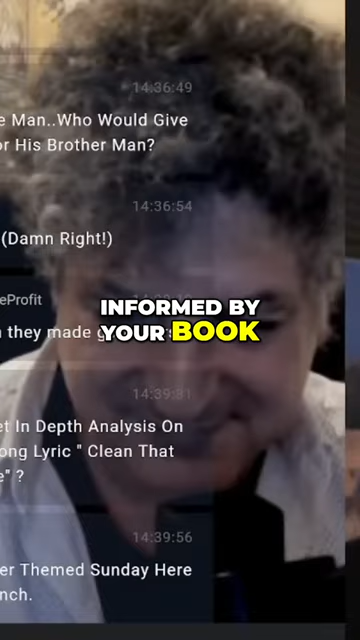 14:36:49
e Man..Who Would Give
or His Brother Man?
14:36:54
(Damn Right!)
eProfit
INFORMED BY
they made g
YOUR BOOK
14:39:31
et In Depth Analysis On
ong Lyric " Clean That
e" ?
14:39:56
er Themed Sunday Here
nch.